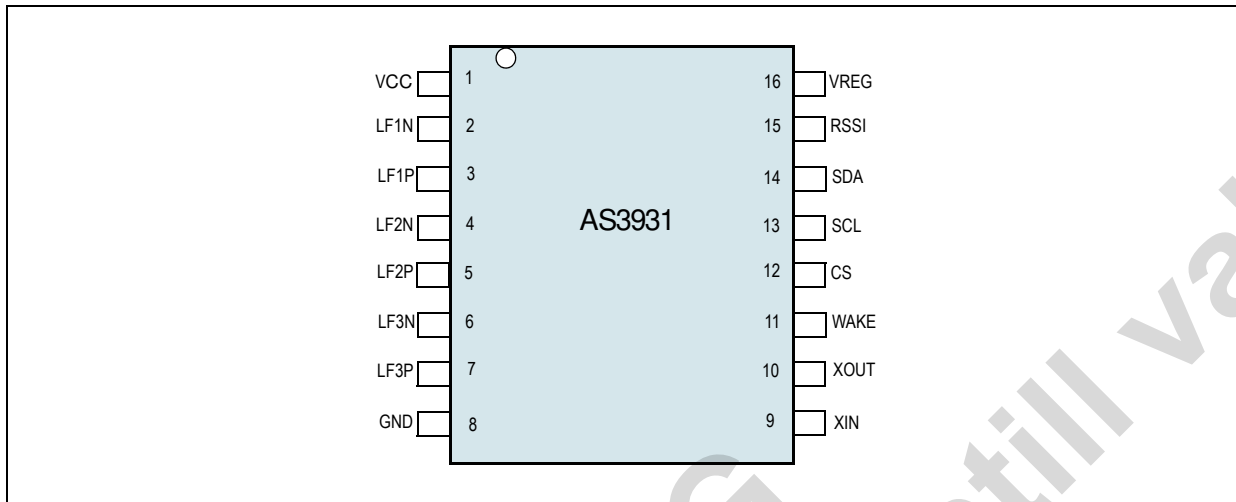 VCC 1 16 VREG
LF1N 2 15 RSSI
LF1P 3 14 SDA
LF2N 4 AS3931 13 SCL
LF2P 5 12 CS
LF3N 6 11 WAKE
LF3P 7 10 XOUT
GND 8 9 XIN
still